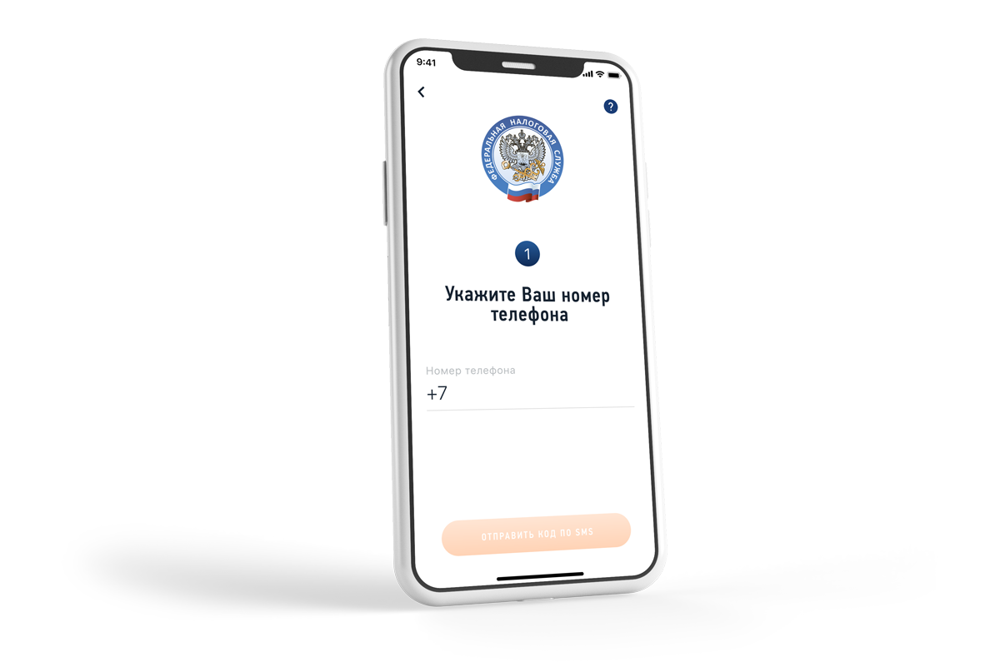 9:41
?
ФЕДЕРАЛЬНАЯ НАЛОГОВАЯ СЛУЖБА
1
Укажите Ваш номер
телефона
Номер телефона
+7
ОТПРАВИТЬ КОД ПО SMS